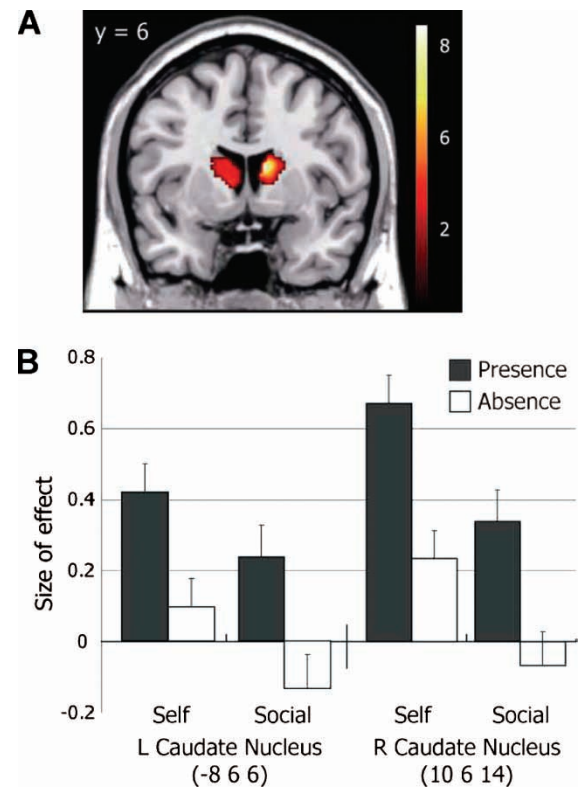 A
y = 6
8
6
2
B
0.8
0.6
0.4
0.2
0
-0.2
Size of effect
Presence
Absence
Self Social Self Social
L Caudate Nucleus R Caudate Nucleus
(-8 6 6) (10 6 14)